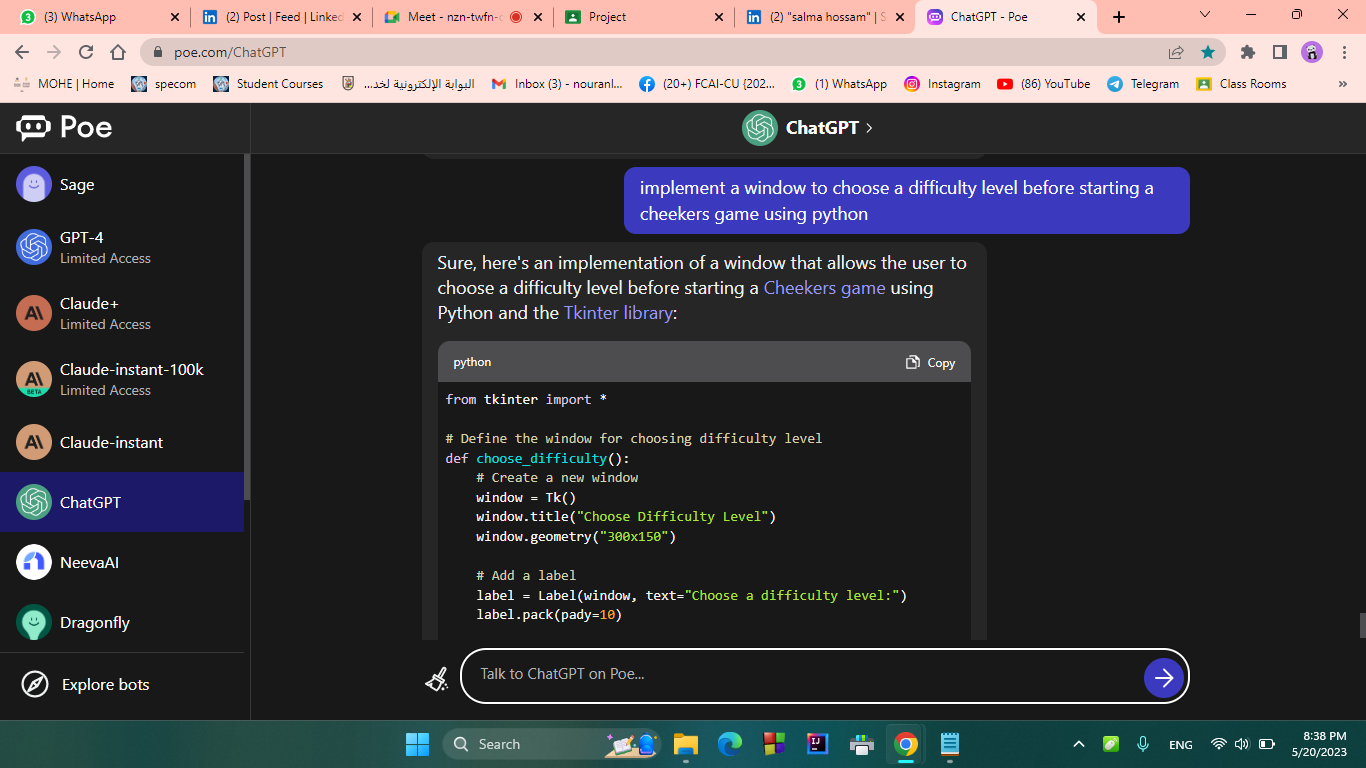 (3) WhatsApp
(2) Post | Feed | Linked
Meet - nzn-twfn-c
Project
(2) "salma hossam" | S
ChatGPT - Poe
poe.com/ChatGPT
MOHE | Home
specom
Student Courses
البوابة الإلكترونية لخد...
Inbox (3) - nouranl...
(20+) FCAI-CU {202...
(1) WhatsApp
Instagram
(86) YouTube
Telegram
Class Rooms
»
Poe
ChatGPT
Sage
GPT-4
Limited Access
Claude+
Limited Access
Claude-instant-100k
Limited Access
BETA
Claude-instant
ChatGPT
NeevaAI
Dragonfly
Explore bots
implement a window to choose a difficulty level before starting a
cheekers game using python
Sure, here's an implementation of a window that allows the user to
choose a difficulty level before starting a Cheekers game using
Python and the Tkinter library:
python
Copy
from tkinter import *
# Define the window for choosing difficulty level
def choose_difficulty():
# Create a new window
window = Tk()
window.title("Choose Difficulty Level")
window.geometry("300x150")
# Add a label
label = Label(window, text="Choose a difficulty level:")
label.pack(pady=10)
Talk to ChatGPT on Poe...
Search
ENG
8:38 PM
5/20/2023